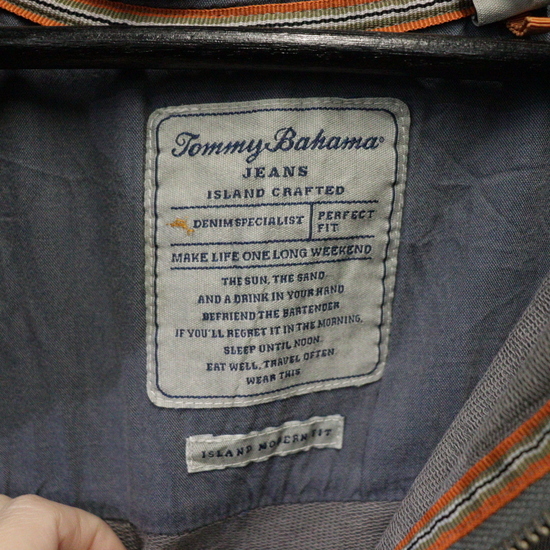 Tommy Bahama®
JEANS
ISLAND CRAFTED
DENIM SPECIALIST PERFECT FIT
MAKE LIFE ONE LONG WEEKEND
THE SUN, THE SAND
AND A DRINK IN YOUR HAND
BEFRIEND THE BARTENDER
IF YOU'LL REGRET IT IN THE MORNING,
SLEEP UNTIL NOON
EAT WELL, TRAVEL OFTEN
WEAR THIS
ISLAND MODERN FIT